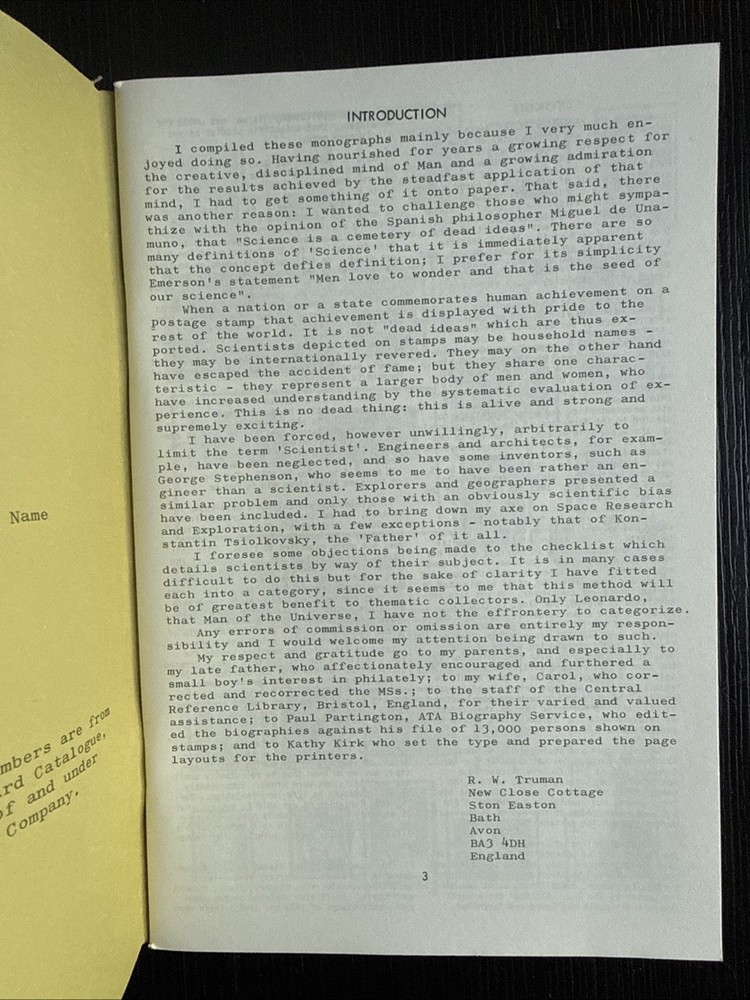 INTRODUCTION
I compiled these monographs mainly because I very much en-
joyed doing so. Having nourished for years a growing respect for
the creative, disciplined mind of Man and a growing admiration
for the results achieved by the steadfast application of that
mind, I had to get something of it onto paper. That said, there
was another reason: I wanted to challenge those who might sympa-
thize with the opinion of the Spanish philosopher Miguel de Una-
muno, that "Science is a cemetery of dead ideas". There are so
many definitions of 'Science' that it is immediately apparent
that the concept defies definition; I prefer for its simplicity
Emerson's statement "Men love to wonder and that is the seed of
our science".
When a nation or a state commemorates human achievement on a
postage stamp that achievement is displayed with pride to the
rest of the world. It is not "dead ideas" which are thus ex-
ported. Scientists depicted on stamps may be household names -
they may be internationally revered. They may on the other hand
have escaped the accident of fame; but they share one charac-
teristic - they represent a larger body of men and women, who
have increased understanding by the systematic evaluation of ex-
perience. This is no dead thing: this is alive and strong and
supremely exciting.
I have been forced, however unwillingly, arbitrarily to
limit the term 'Scientist'. Engineers and architects, for exam-
ple, have been neglected, and so have some inventors, such as
George Stephenson, who seems to me to have been rather an en-
gineer than a scientist. Explorers and geographers presented a
similar problem and only those with an obviously scientific bias
have been included. I had to bring down my axe on Space Research
and Exploration, with a few exceptions - notably that of Kon-
stantin Tsiolkovsky, the 'Father' of it all.
I foresee some objections being made to the checklist which
details scientists by way of their subject. It is in many cases
difficult to do this but for the sake of clarity I have fitted
each into a category, since it seems to me that this method will
be of greatest benefit to thematic collectors. Only Leonardo,
that Man of the Universe, I have not the effrontery to categorize.
Any errors of commission or omission are entirely my respon-
sibility and I would welcome my attention being drawn to such.
My respect and gratitude go to my parents, and especially to
my late father, who affectionately encouraged and furthered a
small boy's interest in philately; to my wife, Carol, who cor-
rected and recorrected the MSs.; to the staff of the Central
Reference Library, Bristol, England, for their varied and valued
assistance; to Paul Partington, ATA Biography Service, who edit-
ed the biographies against his file of 13,000 persons shown on
stamps; and to Kathy Kirk who set the type and prepared the page
layouts for the printers.
R. W. Truman
New Close Cottage
Ston Easton
Bath
Avon
BA3 4DH
England
3
Name
mbers are from
rd Catalogue,
of and under
Company.